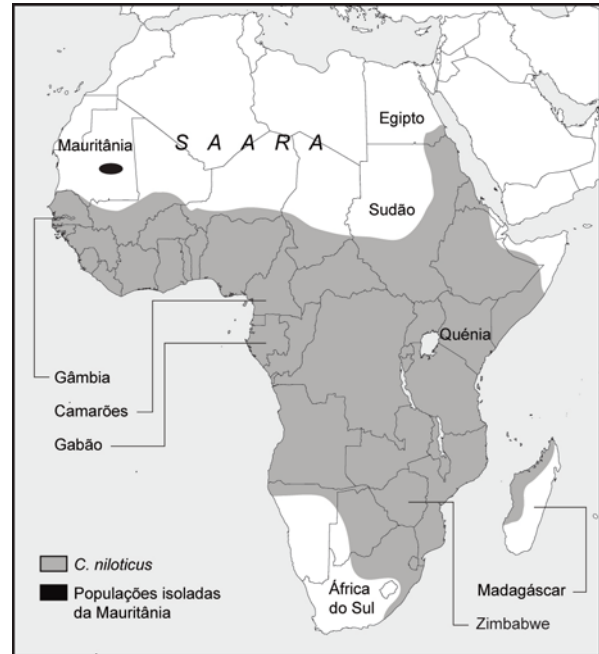 Egipto
Mauritânia
S A A R A
Sudão
Quénia
Gâmbia
Camarões
Gabão
C. niloticus
Populações isoladas
da Mauritânia
África
do Sul
Madagáscar
Zimbabwe